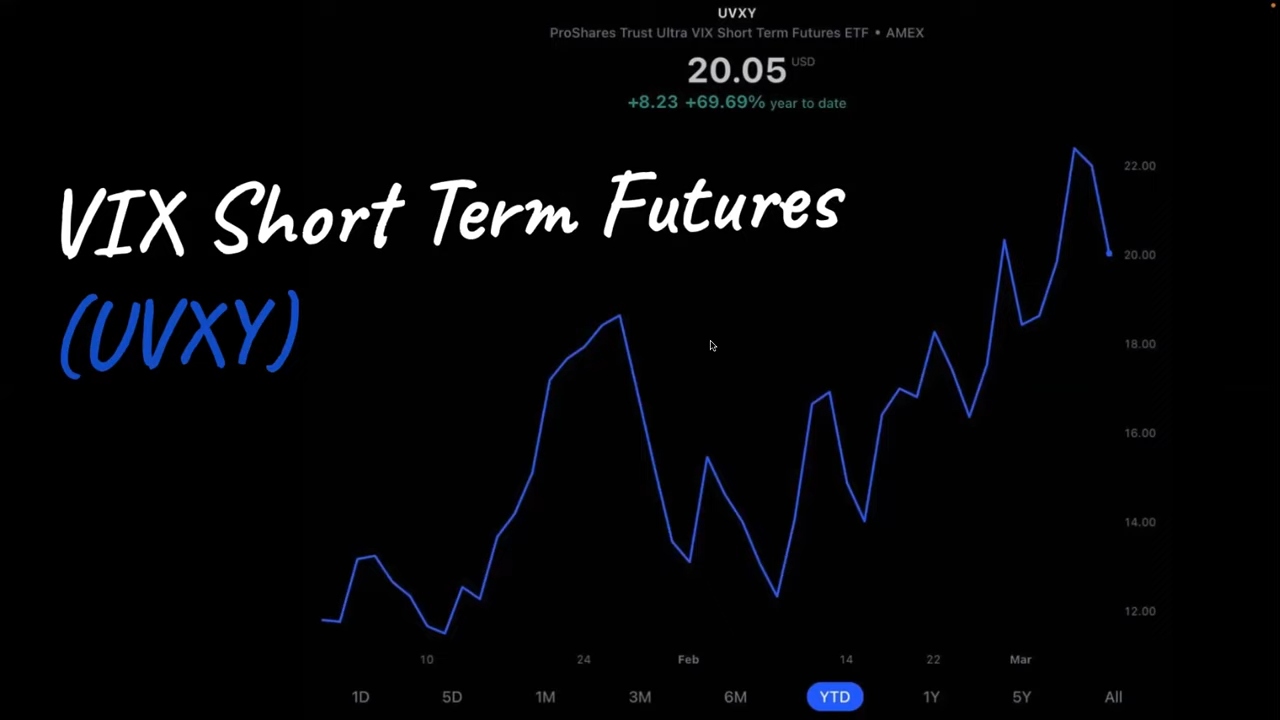 UVXY
ProShares Trust Ultra VIX Short Term Futures ETF • AMEX
20.05 USD
+8.23 +69.69% year to date
VIX Short Term Futures
(UVXY)
22.00
20.00
18.00
16.00
14.00
12.00
10 24 Feb 14 22 Mar
1D 5D 1M 3M 6M YTD 1Y 5Y All